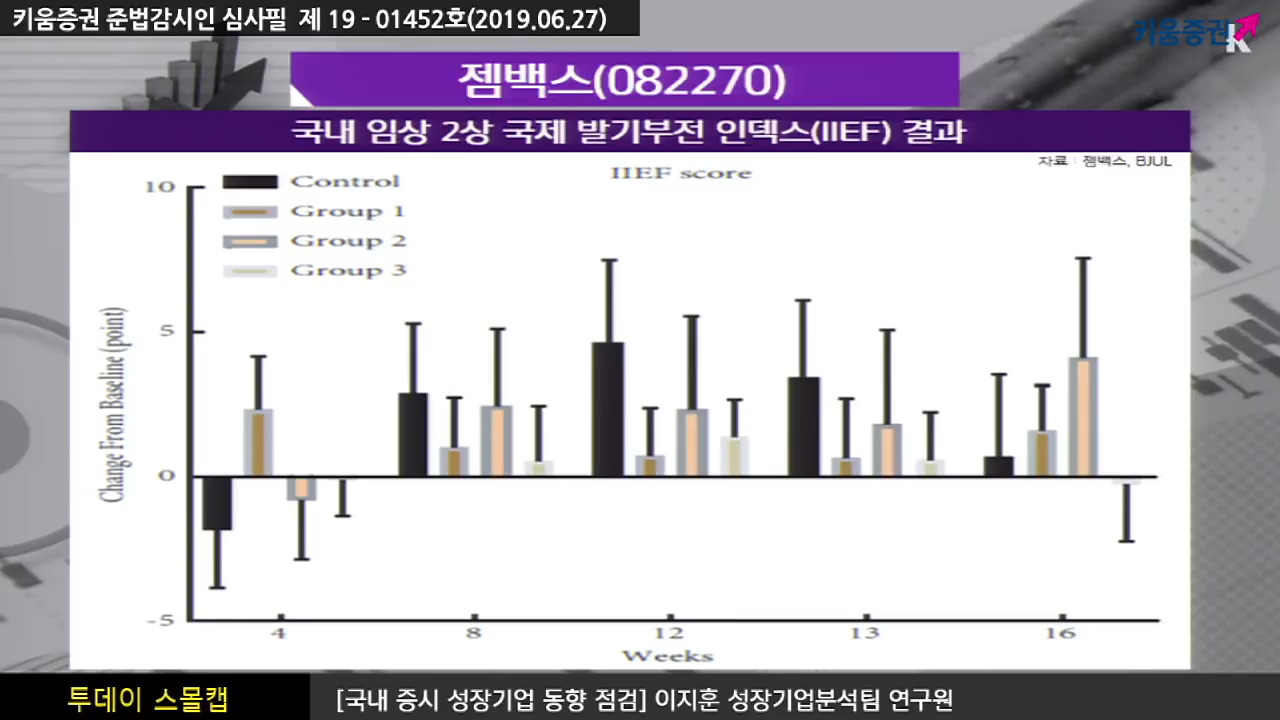 키움증권 준법감시인 심사필 제 19 - 01452호(2019.06.27)
키움증권
젬백스(082270)
국내 임상 2상 국제 발기부전 인덱스(IIEF) 결과
자료 : 젬백스, BJUL
IIEF score
Control
Group 1
Group 2
Group 3
Change From Baseline (point)
10
5
0
-5
4 8 12 13 16
Weeks
투데이 스몰캡
[국내 증시 성장기업 동향 점검] 이지훈 성장기업분석팀 연구원